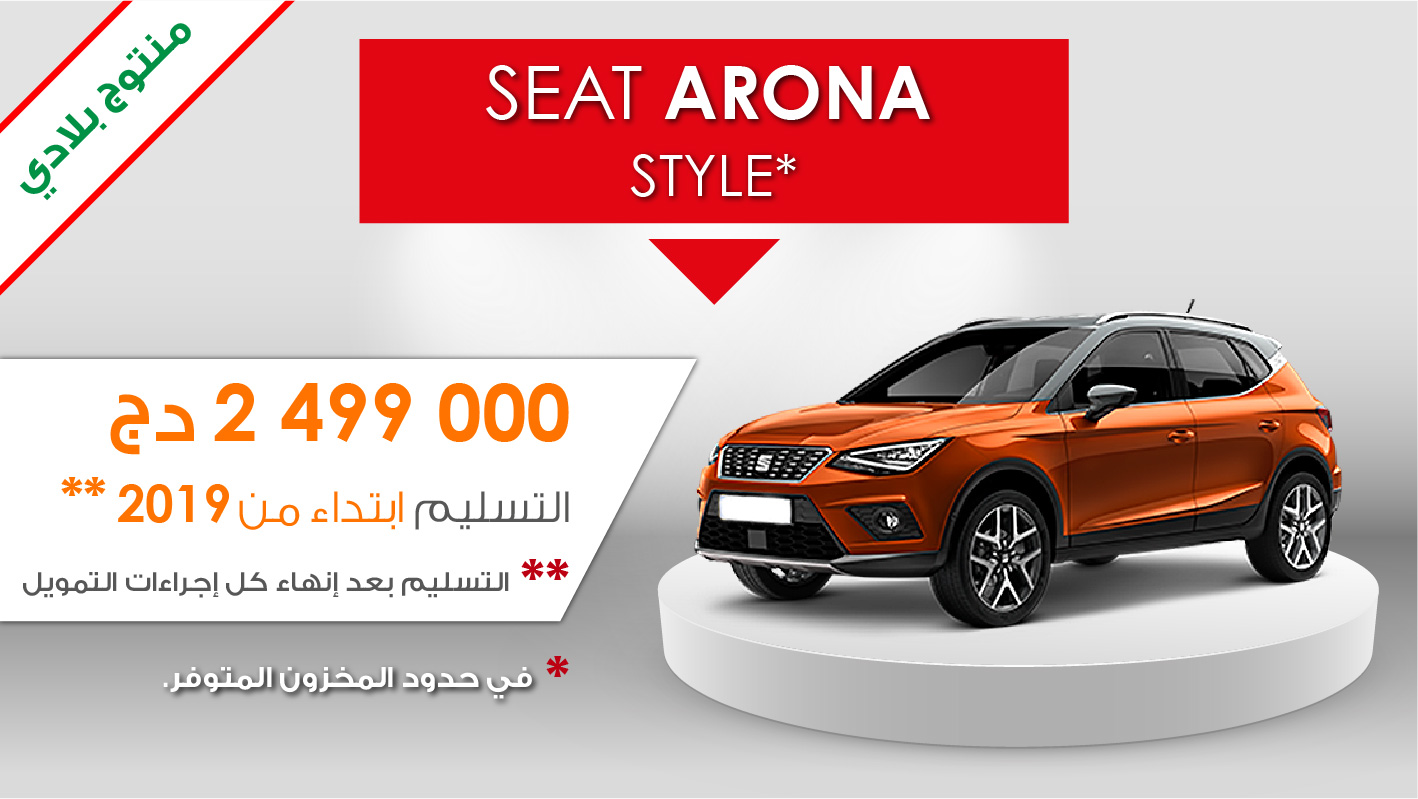 منتوج بلادي
SEAT ARONA
STYLE*
2 499 000 دج
التسليم ابتداء من 2019 **
** التسليم بعد إنهاء كل إجراءات التمويل
* في حدود المخزون المتوفر.